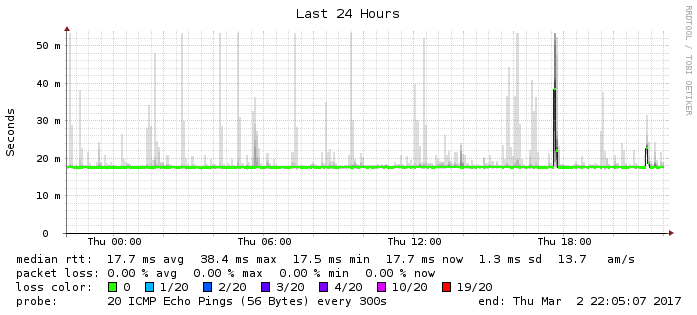 Last 24 Hours
RRDTOOL / TOBI OETIKER
Seconds
50 m
40 m
30 m
20 m
10 m
0
Thu 00:00 Thu 06:00 Thu 12:00 Thu 18:00
median rtt: 17.7 ms avg 38.4 ms max 17.5 ms min 17.7 ms now 1.3 ms sd 13.7 am/s
packet loss: 0.00 % avg 0.00 % max 0.00 % min 0.00 % now
loss color: 0 1/20 2/20 3/20 4/20 10/20 19/20
probe: 20 ICMP Echo Pings (56 Bytes) every 300s end: Thu Mar 2 22:05:07 2017